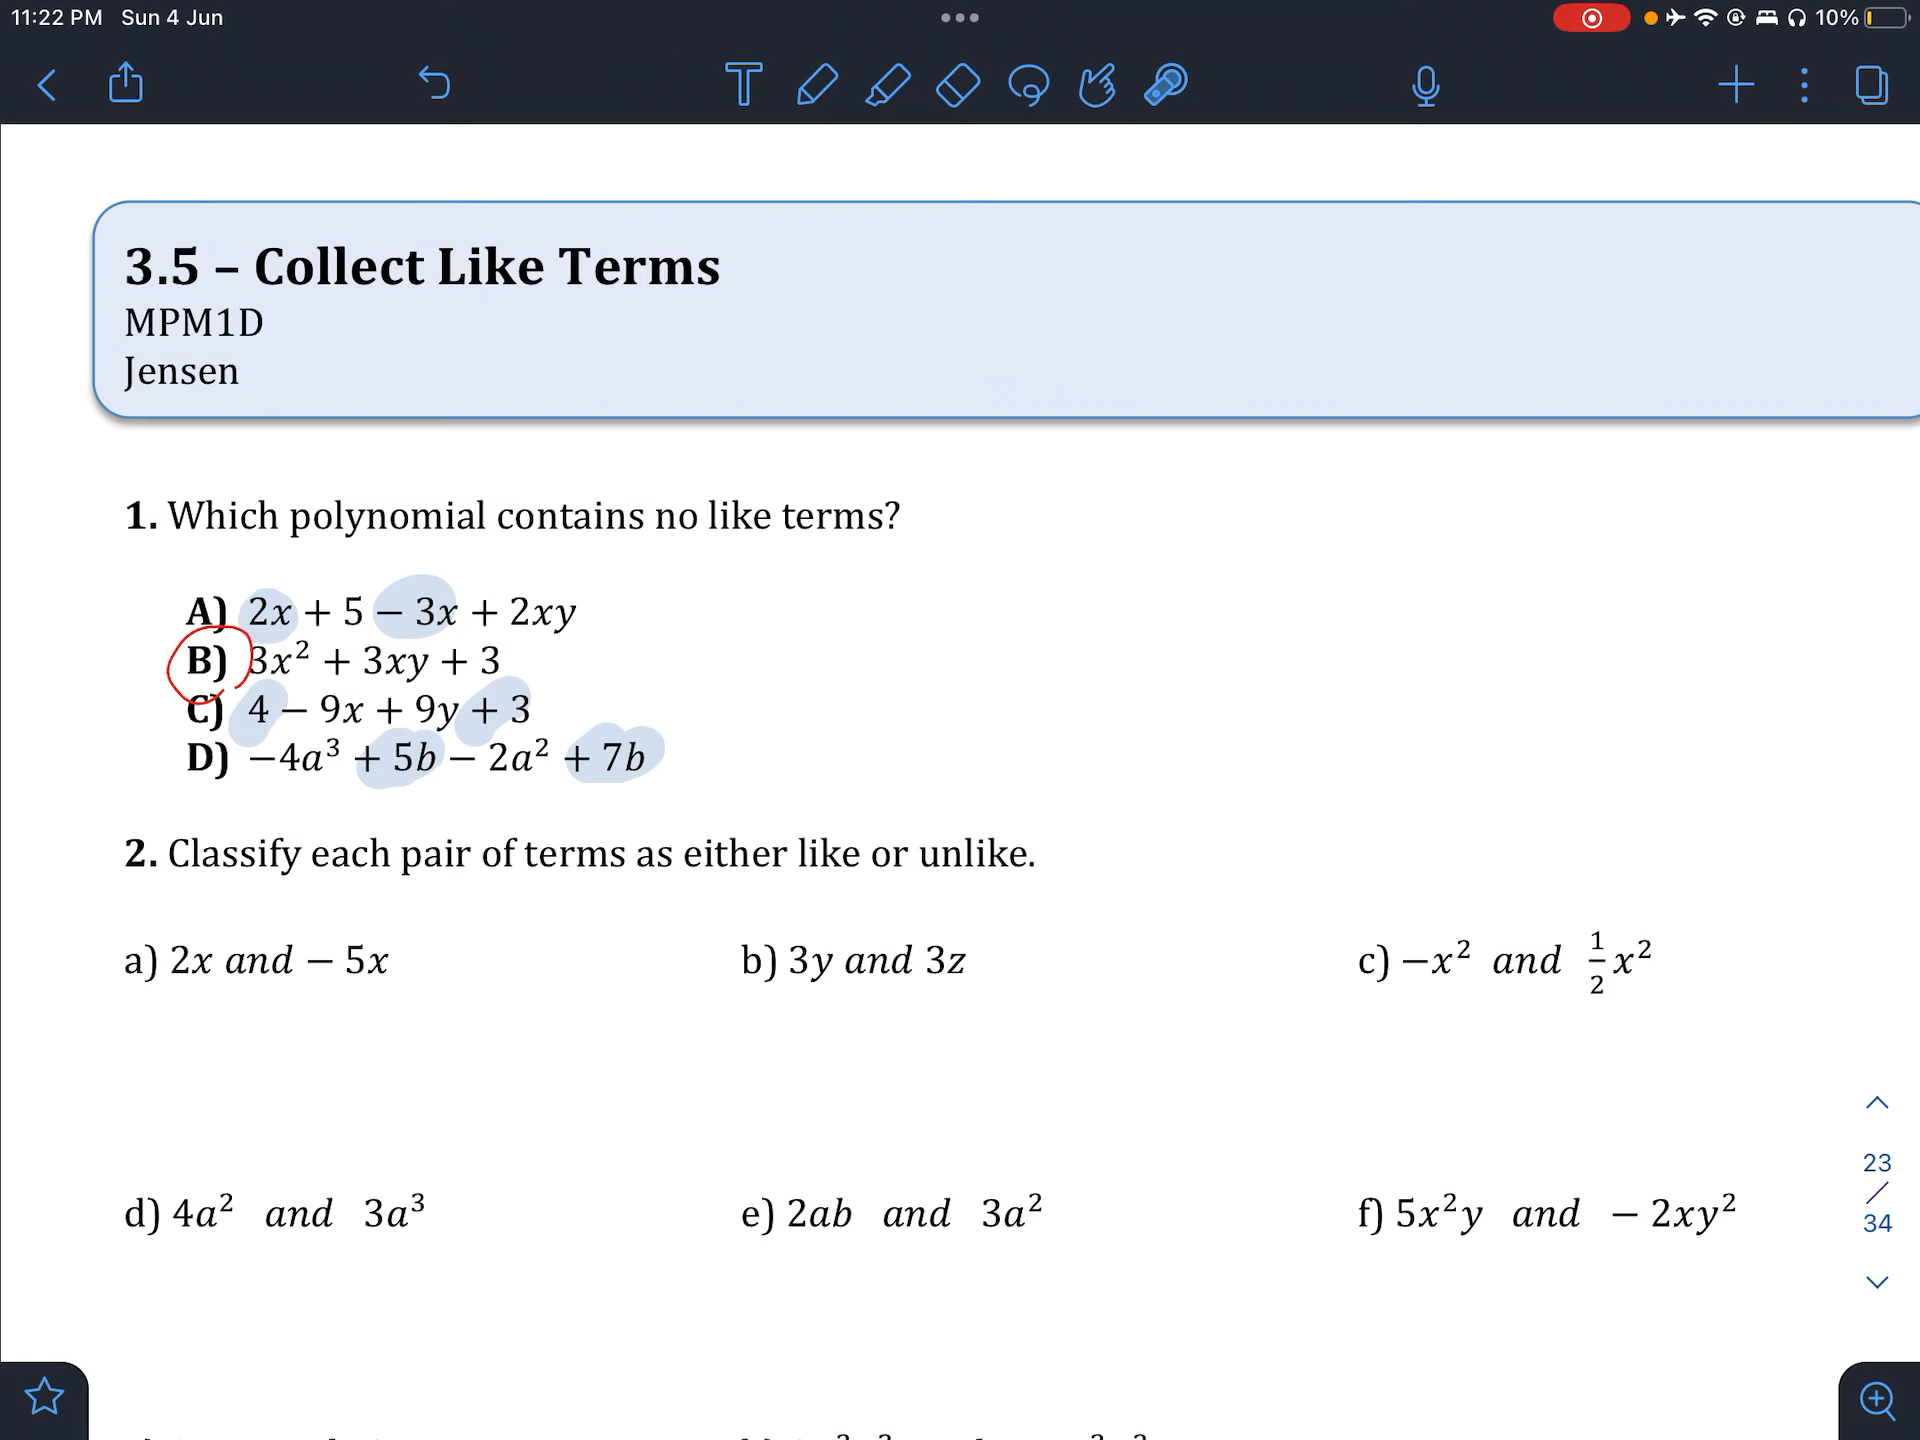 11:22 PM Sun 4 Jun
10%
T
3.5 – Collect Like Terms
MPM1D
Jensen
1. Which polynomial contains no like terms?
A) 2x + 5 − 3x + 2xy
B) 3x² + 3xy + 3
C) 4 − 9x + 9y + 3
D) −4a³ + 5b − 2a² + 7b
2. Classify each pair of terms as either like or unlike.
a) 2x and − 5x
b) 3y and 3z
c) −x² and ½x²
d) 4a² and 3a³
e) 2ab and 3a²
f) 5x²y and − 2xy²
23
/
34